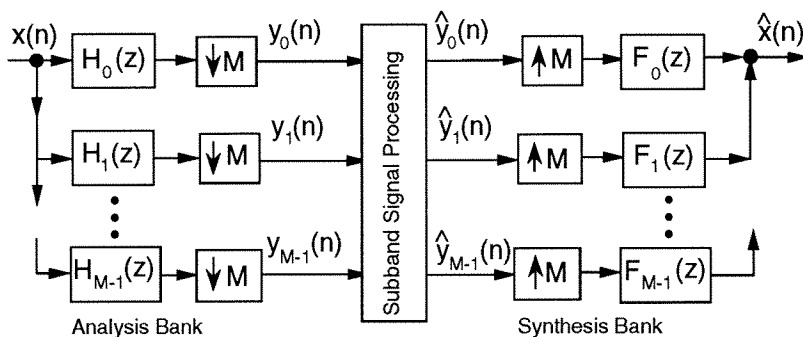 x(n) H₀(z) ↓M y₀(n) ŷ₀(n) ↑M F₀(z) x̂(n)
H₁(z) ↓M y₁(n) ŷ₁(n) ↑M F₁(z)
H_{M-1}(z) ↓M y_{M-1}(n) ŷ_{M-1}(n) ↑M F_{M-1}(z)
Subband Signal Processing
Analysis Bank
Synthesis Bank